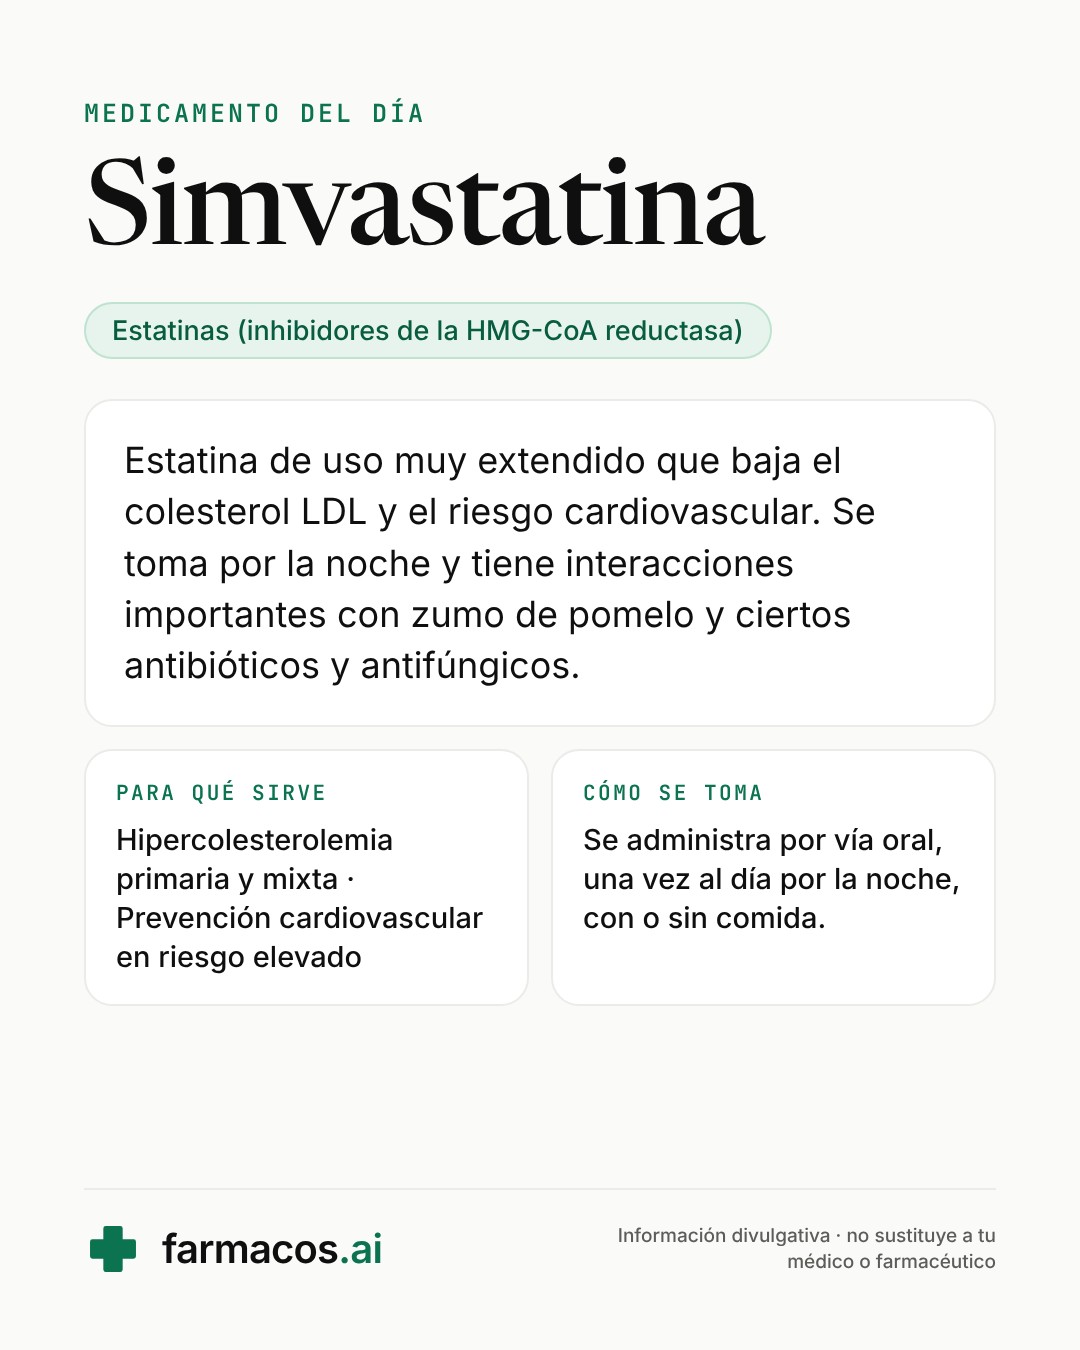 MEDICAMENTO DEL DÍA
Simvastatina
Estatinas (inhibidores de la HMG-CoA reductasa)
Estatina de uso muy extendido que baja el
colesterol LDL y el riesgo cardiovascular. Se
toma por la noche y tiene interacciones
importantes con zumo de pomelo y ciertos
antibióticos y antifúngicos.
PARA QUÉ SIRVE
Hipercolesterolemia
primaria y mixta ·
Prevención cardiovascular
en riesgo elevado
CÓMO SE TOMA
Se administra por vía oral,
una vez al día por la noche,
con o sin comida.
farmacos.ai
Información divulgativa · no sustituye a tu
médico o farmacéutico